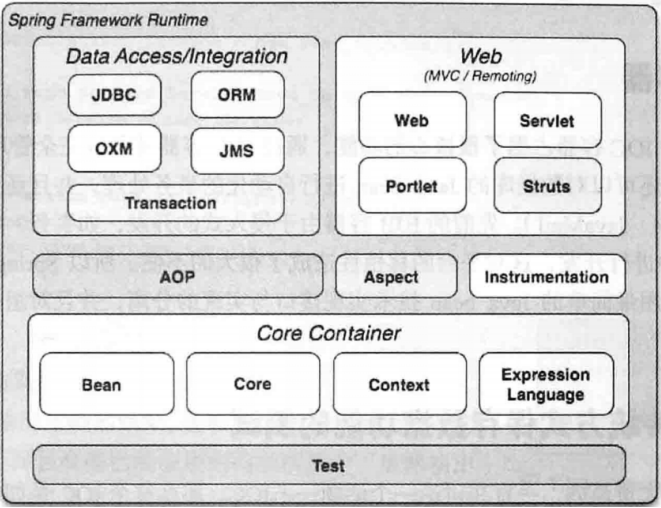 Spring Framework Runtime
Data Access/Integration
JDBC
ORM
OXM
JMS
Transaction
Web
(MVC / Remoting)
Web
Servlet
Portlet
Struts
AOP
Aspect
Instrumentation
Core Container
Bean
Core
Context
Expression
Language
Test